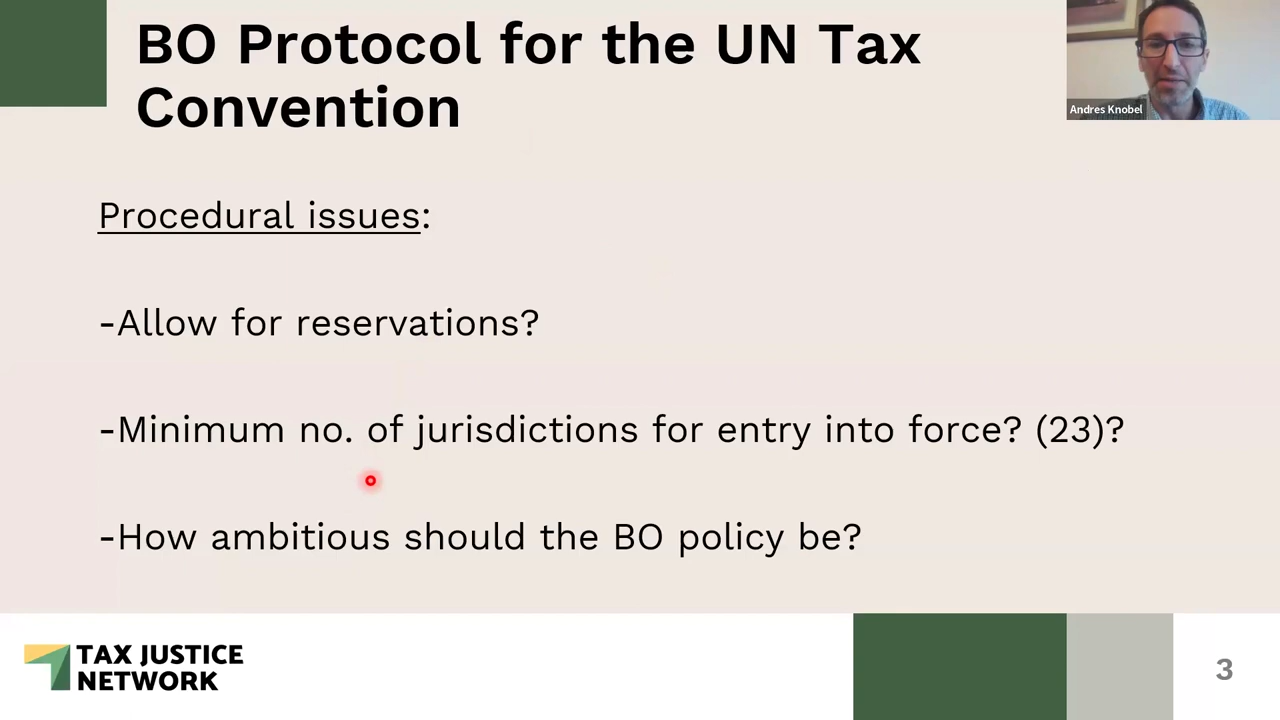 BO Protocol for the UN Tax
Convention
Andres Knobel
Procedural issues:
-Allow for reservations?
-Minimum no. of jurisdictions for entry into force? (23)?
-How ambitious should the BO policy be?
TAX JUSTICE
NETWORK
3